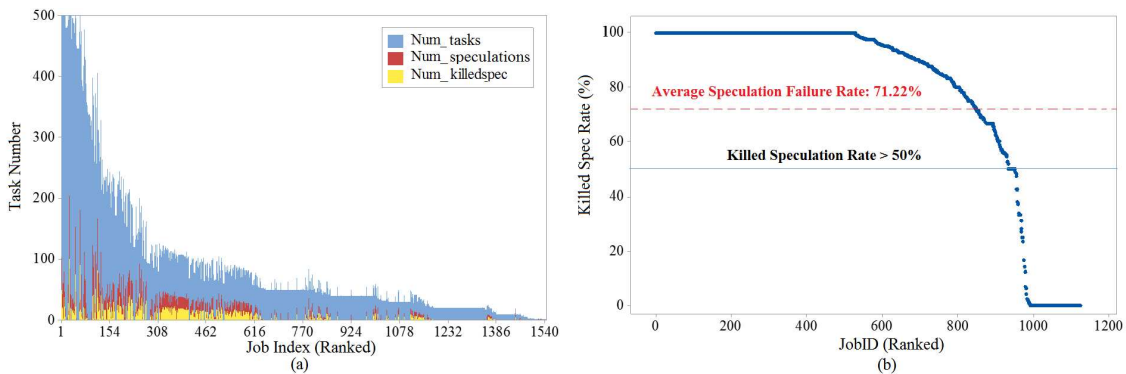 500
400
300
200
100
0
Task Number
Num_tasks
Num_speculations
Num_killedspec
1 154 308 462 616 770 924 1078 1232 1386 1540
Job Index (Ranked)
(a)
100
80
60
40
20
0
Killed Spec Rate (%)
Average Speculation Failure Rate: 71.22%
Killed Speculation Rate > 50%
0 200 400 600 800 1000 1200
JobID (Ranked)
(b)